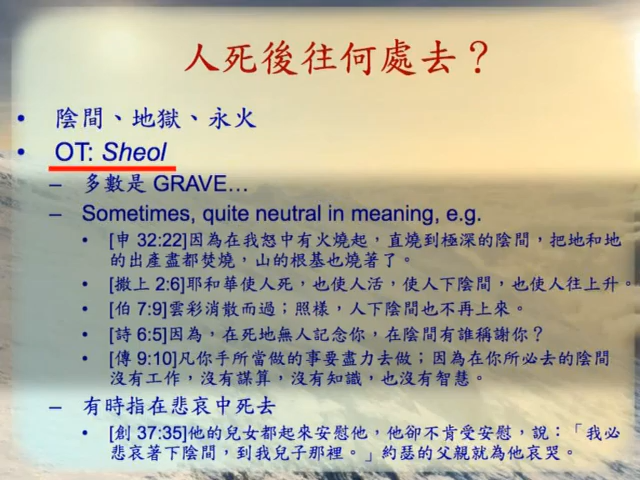 人死後往何處去？
• 陰間、地獄、永火
• OT: Sheol
– 多數是 GRAVE…
– Sometimes, quite neutral in meaning, e.g.
• [申 32:22]因為在我怒中有火燒起，直燒到極深的陰間，把地和地
的出產盡都焚燒，山的根基也燒著了。
• [撒上 2:6]耶和華使人死，也使人活，使人下陰間，也使人往上升。
• [伯 7:9]雲彩消散而過；照樣，人下陰間也不再上來。
• [詩 6:5]因為，在死地無人記念你，在陰間有誰稱謝你？
• [傳 9:10]凡你手所當做的事要盡力去做；因為在你所必去的陰間
沒有工作，沒有謀算，沒有知識，也沒有智慧。
– 有時指在悲哀中死去
• [創 37:35]他的兒女都起來安慰他，他卻不肯受安慰，說：「我必
悲哀著下陰間，到我兒子那裡。」約瑟的父親就為他哀哭。